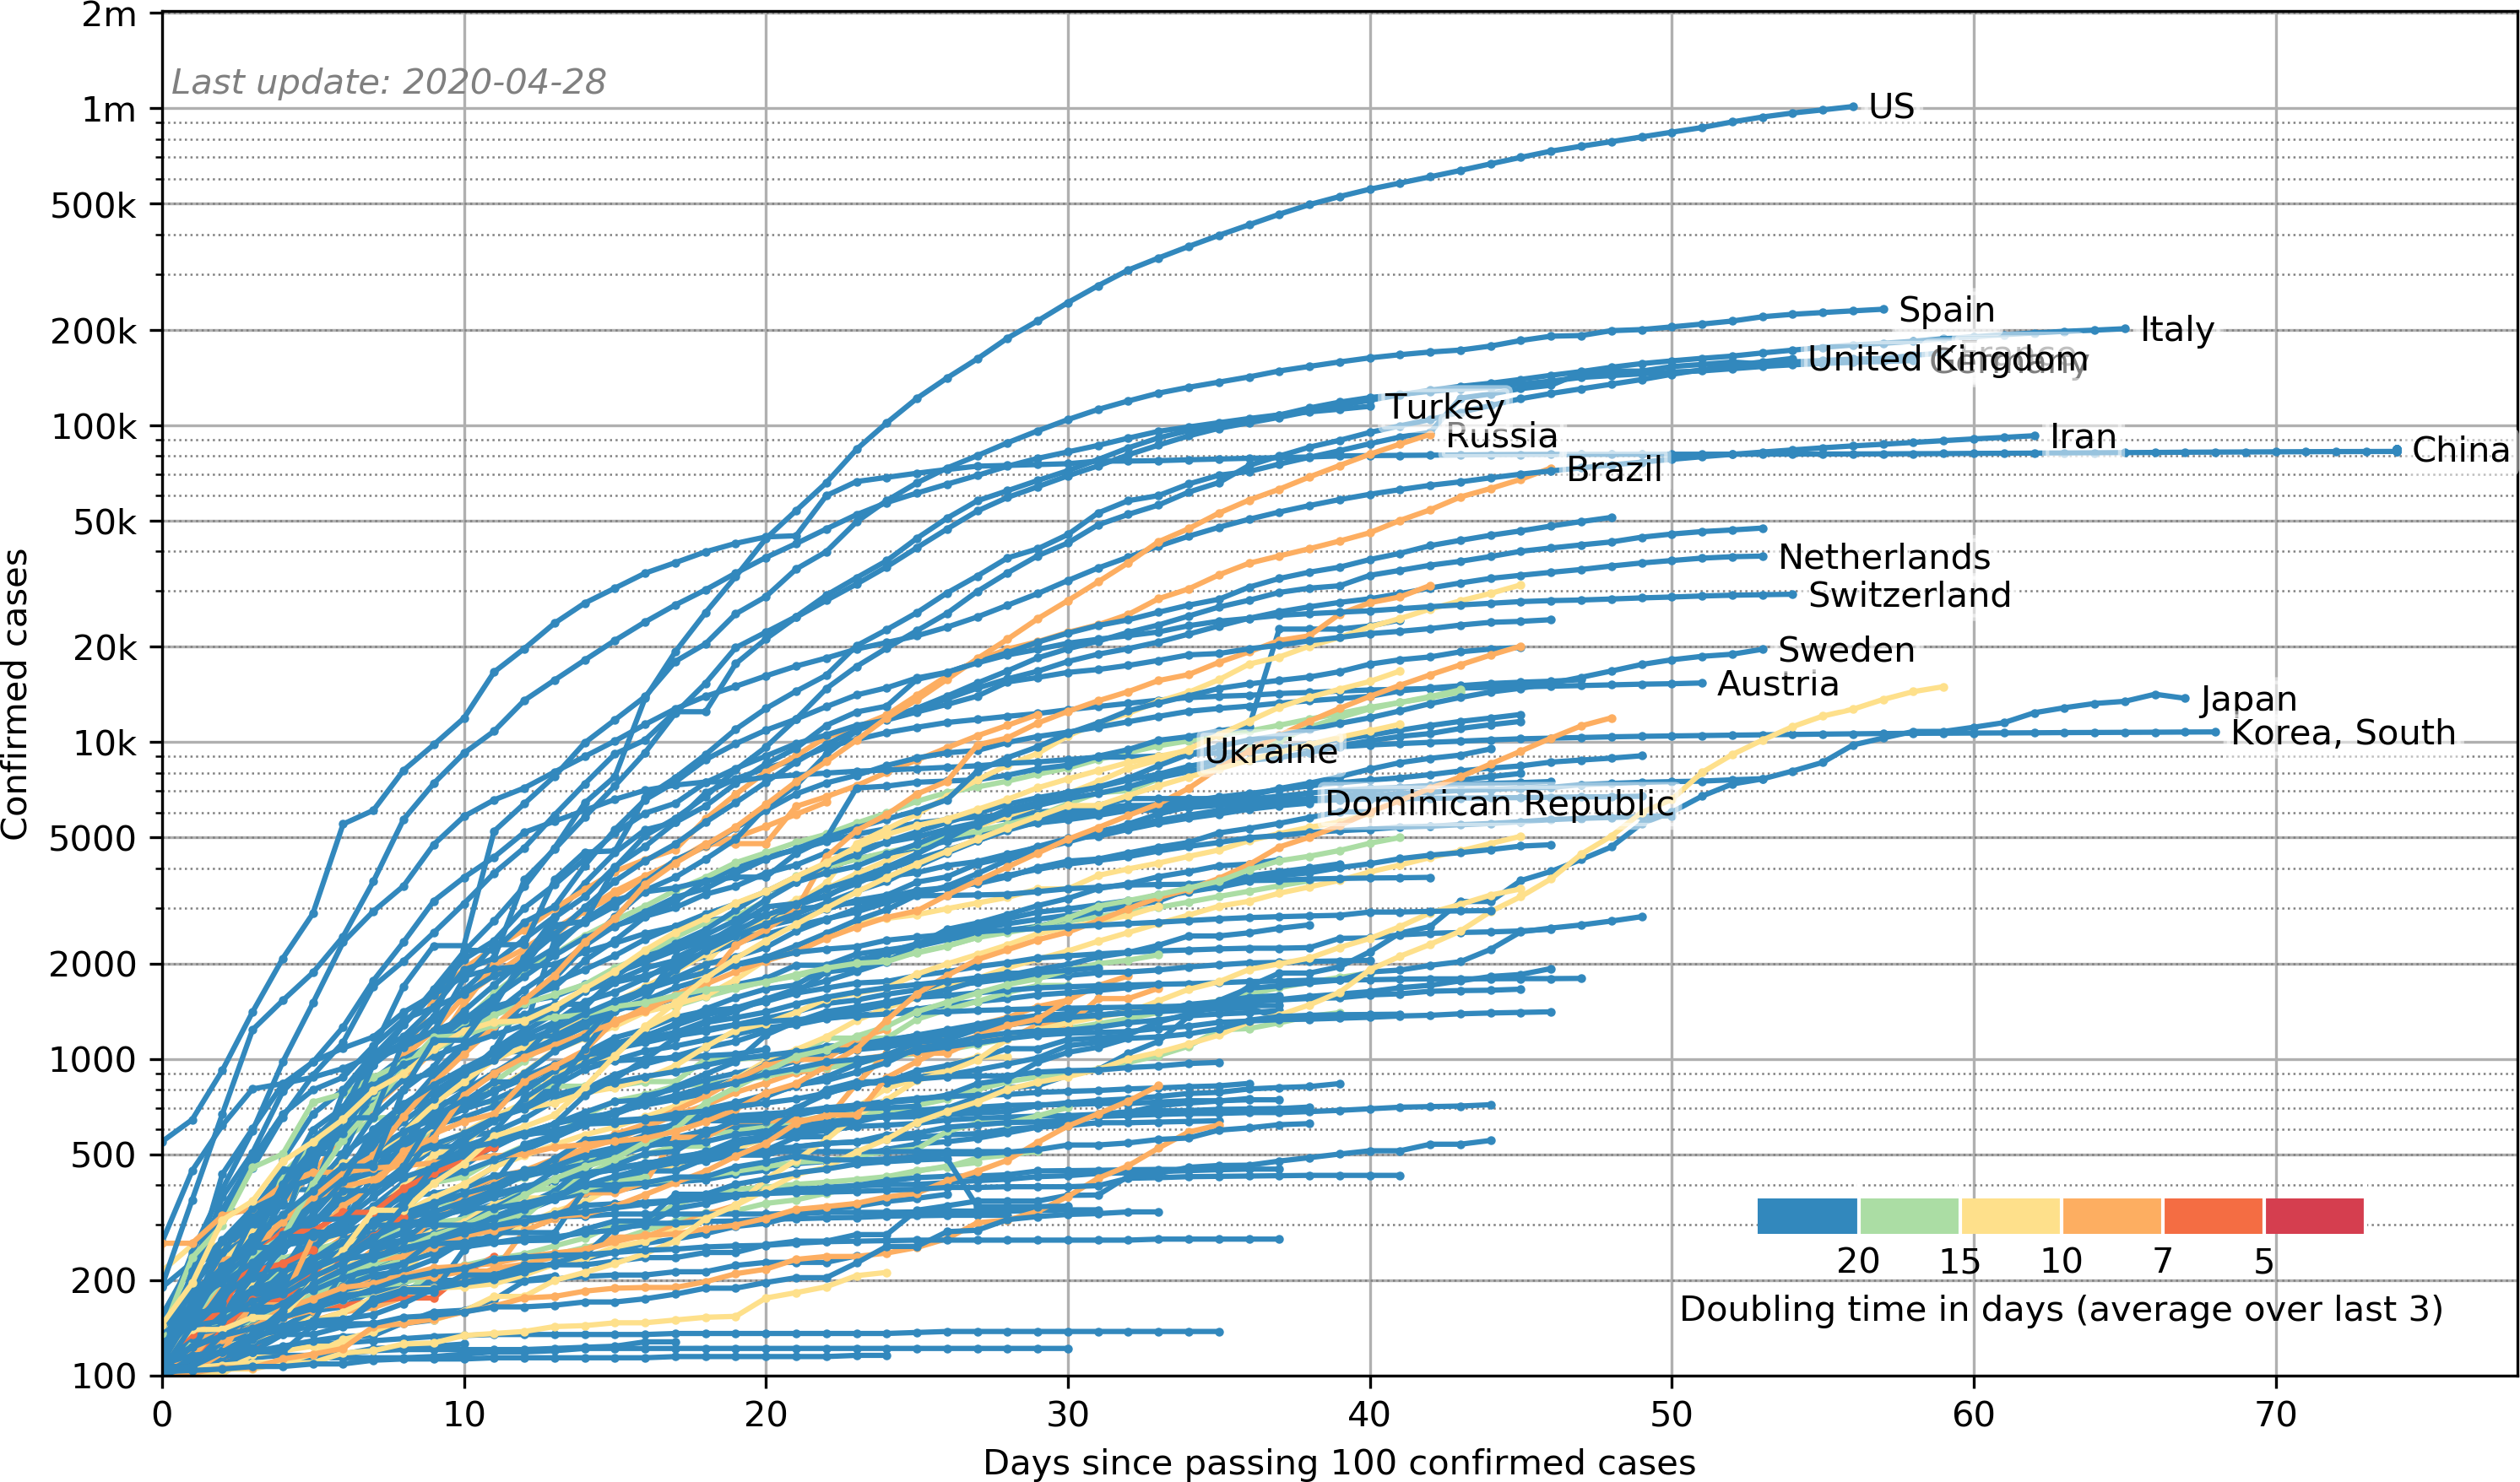 2m
Last update: 2020-04-28
1m
US
500k
Spain
200k
Italy
United Kingdom
Germany
Turkey
100k
Russia
Iran
China
Brazil
50k
Netherlands
Switzerland
20k
Sweden
Austria
Japan
10k
Korea, South
Ukraine
Dominican Republic
5000
2000
1000
500
200
100
Confirmed cases
20 15 10 7 5
Doubling time in days (average over last 3)
0 10 20 30 40 50 60 70
Days since passing 100 confirmed cases